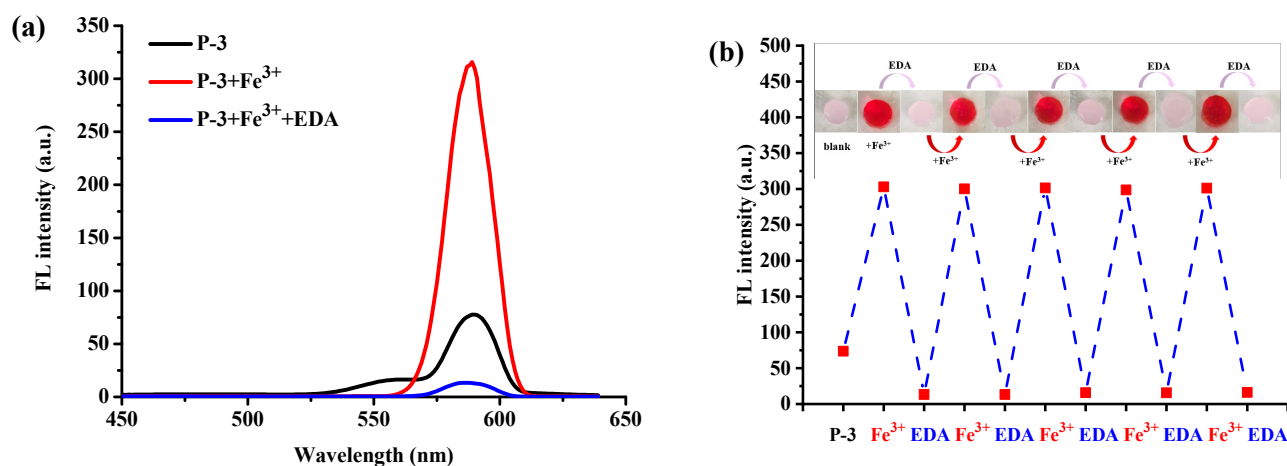 (a)
350
300
250
200
150
100
50
0
FL intensity (a.u.)
P-3
P-3+Fe³⁺
P-3+Fe³⁺+EDA
450 500 550 600 650
Wavelength (nm)
(b)
500
450
400
350
300
250
200
150
100
50
0
FL intensity (a.u.)
EDA EDA EDA EDA EDA
blank +Fe³⁺ +Fe³⁺ +Fe³⁺ +Fe³⁺ +Fe³⁺
P-3 Fe³⁺ EDA Fe³⁺ EDA Fe³⁺ EDA Fe³⁺ EDA Fe³⁺ EDA